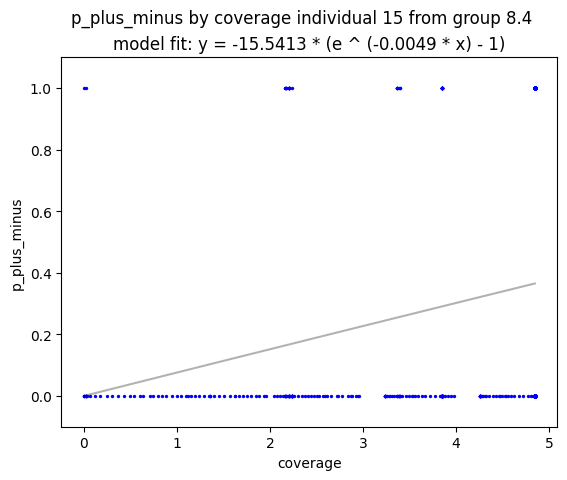 p_plus_minus by coverage individual 15 from group 8.4
model fit: y = -15.5413 * (e ^ (-0.0049 * x) - 1)
1.0
0.8
0.6
0.4
0.2
0.0
p_plus_minus
0 1 2 3 4 5
coverage